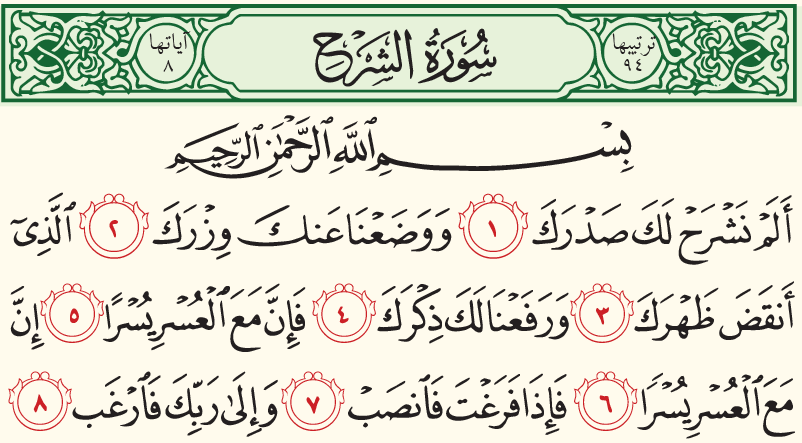 ترتيبها ٩٤ سُورَةُ الشَّرْحِ آياتها ٨
بِسْمِ ٱللَّهِ ٱلرَّحْمَٰنِ ٱلرَّحِيمِ
أَلَمْ نَشْرَحْ لَكَ صَدْرَكَ ١ وَوَضَعْنَا عَنكَ وِزْرَكَ ٢ ٱلَّذِىٓ
أَنقَضَ ظَهْرَكَ ٣ وَرَفَعْنَا لَكَ ذِكْرَكَ ٤ فَإِنَّ مَعَ ٱلْعُسْرِ يُسْرًا ٥ إِنَّ
مَعَ ٱلْعُسْرِ يُسْرًا ٦ فَإِذَا فَرَغْتَ فَٱنصَبْ ٧ وَإِلَىٰ رَبِّكَ فَٱرْغَب ٨